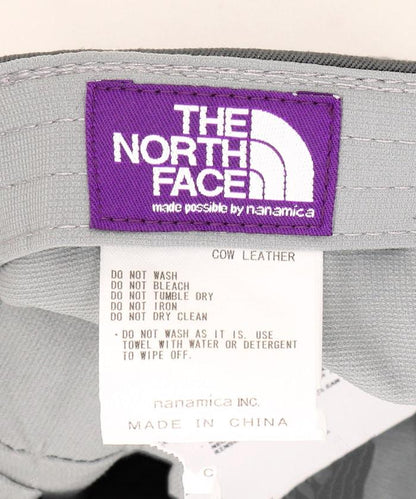 THE
NORTH
FACE
made possible by nanamica
COW LEATHER
DO NOT WASH
DO NOT BLEACH
DO NOT TUMBLE DRY
DO NOT IRON
DO NOT DRY CLEAN
· DO NOT WASH AS IT IS. USE
TOWEL WITH WATER OR DETERGENT
TO WIPE OFF.
nanamica INC.
MADE IN CHINA
C